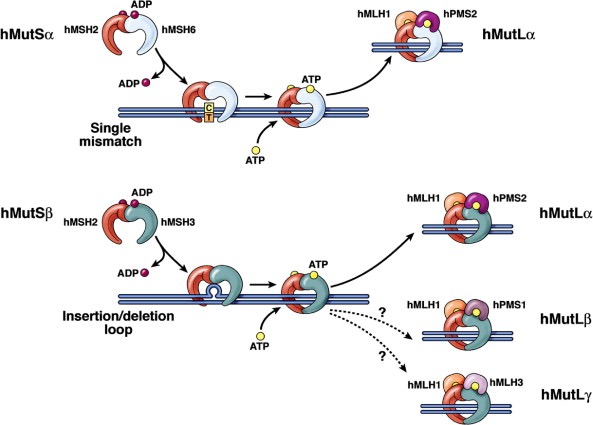 ADP
hMutSα
hMSH2
hMSH6
ADP
C
T
Single
mismatch
ATP
ATP
hMLH1
hPMS2
hMutLα
hMutSβ
ADP
hMSH2
hMSH3
ADP
Insertion/deletion
loop
ATP
ATP
hMLH1
hPMS2
hMutLα
?
hMLH1
hPMS1
hMutLβ
?
hMLH1
hMLH3
hMutLγ